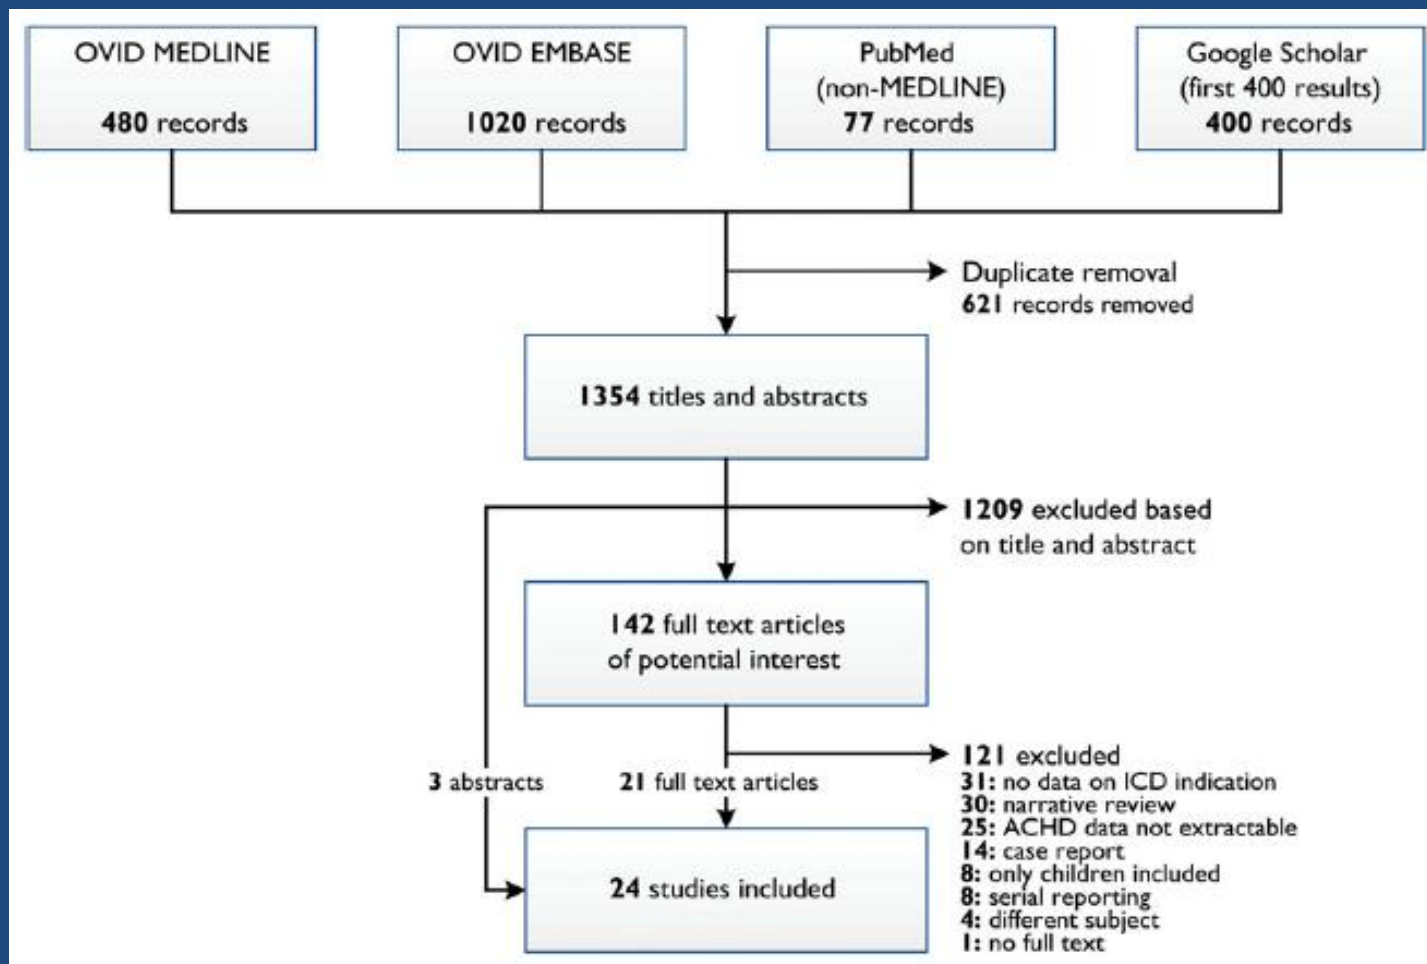 OVID MEDLINE
480 records
OVID EMBASE
1020 records
PubMed
(non-MEDLINE)
77 records
Google Scholar
(first 400 results)
400 records
Duplicate removal
621 records removed
1354 titles and abstracts
1209 excluded based
on title and abstract
142 full text articles
of potential interest
3 abstracts
21 full text articles
121 excluded
31: no data on ICD indication
30: narrative review
25: ACHD data not extractable
14: case report
8: only children included
8: serial reporting
4: different subject
1: no full text
24 studies included